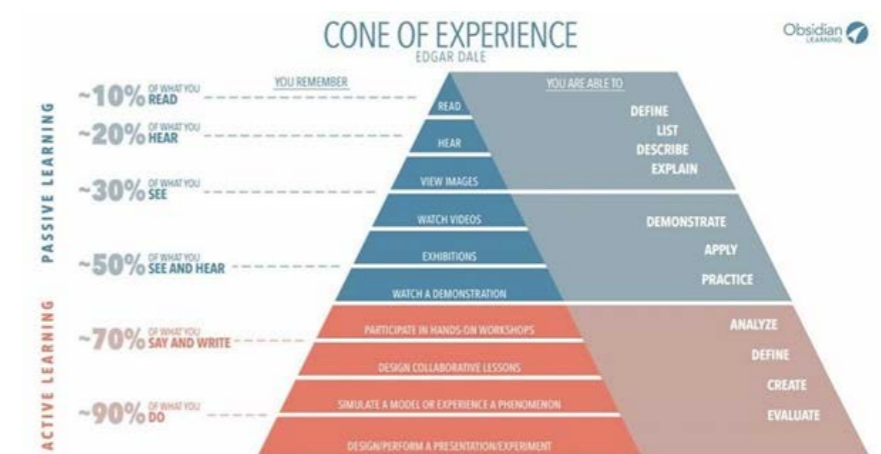 CONE OF EXPERIENCE
EDGAR DALE
Obsidian
LEARNING
YOU REMEMBER
YOU ARE ABLE TO
PASSIVE LEARNING
~10% OF WHAT YOU READ
~20% OF WHAT YOU HEAR
~30% OF WHAT YOU SEE
~50% OF WHAT YOU SEE AND HEAR
ACTIVE LEARNING
~70% OF WHAT YOU SAY AND WRITE
~90% OF WHAT YOU DO
READ
HEAR
VIEW IMAGES
WATCH VIDEOS
EXHIBITIONS
WATCH A DEMONSTRATION
PARTICIPATE IN HANDS-ON WORKSHOPS
DESIGN COLLABORATIVE LESSONS
SIMULATE A MODEL OR EXPERIENCE A PHENOMENON
DESIGN/PERFORM A PRESENTATION/EXPERIMENT
DEFINE
LIST
DESCRIBE
EXPLAIN
DEMONSTRATE
APPLY
PRACTICE
ANALYZE
DEFINE
CREATE
EVALUATE